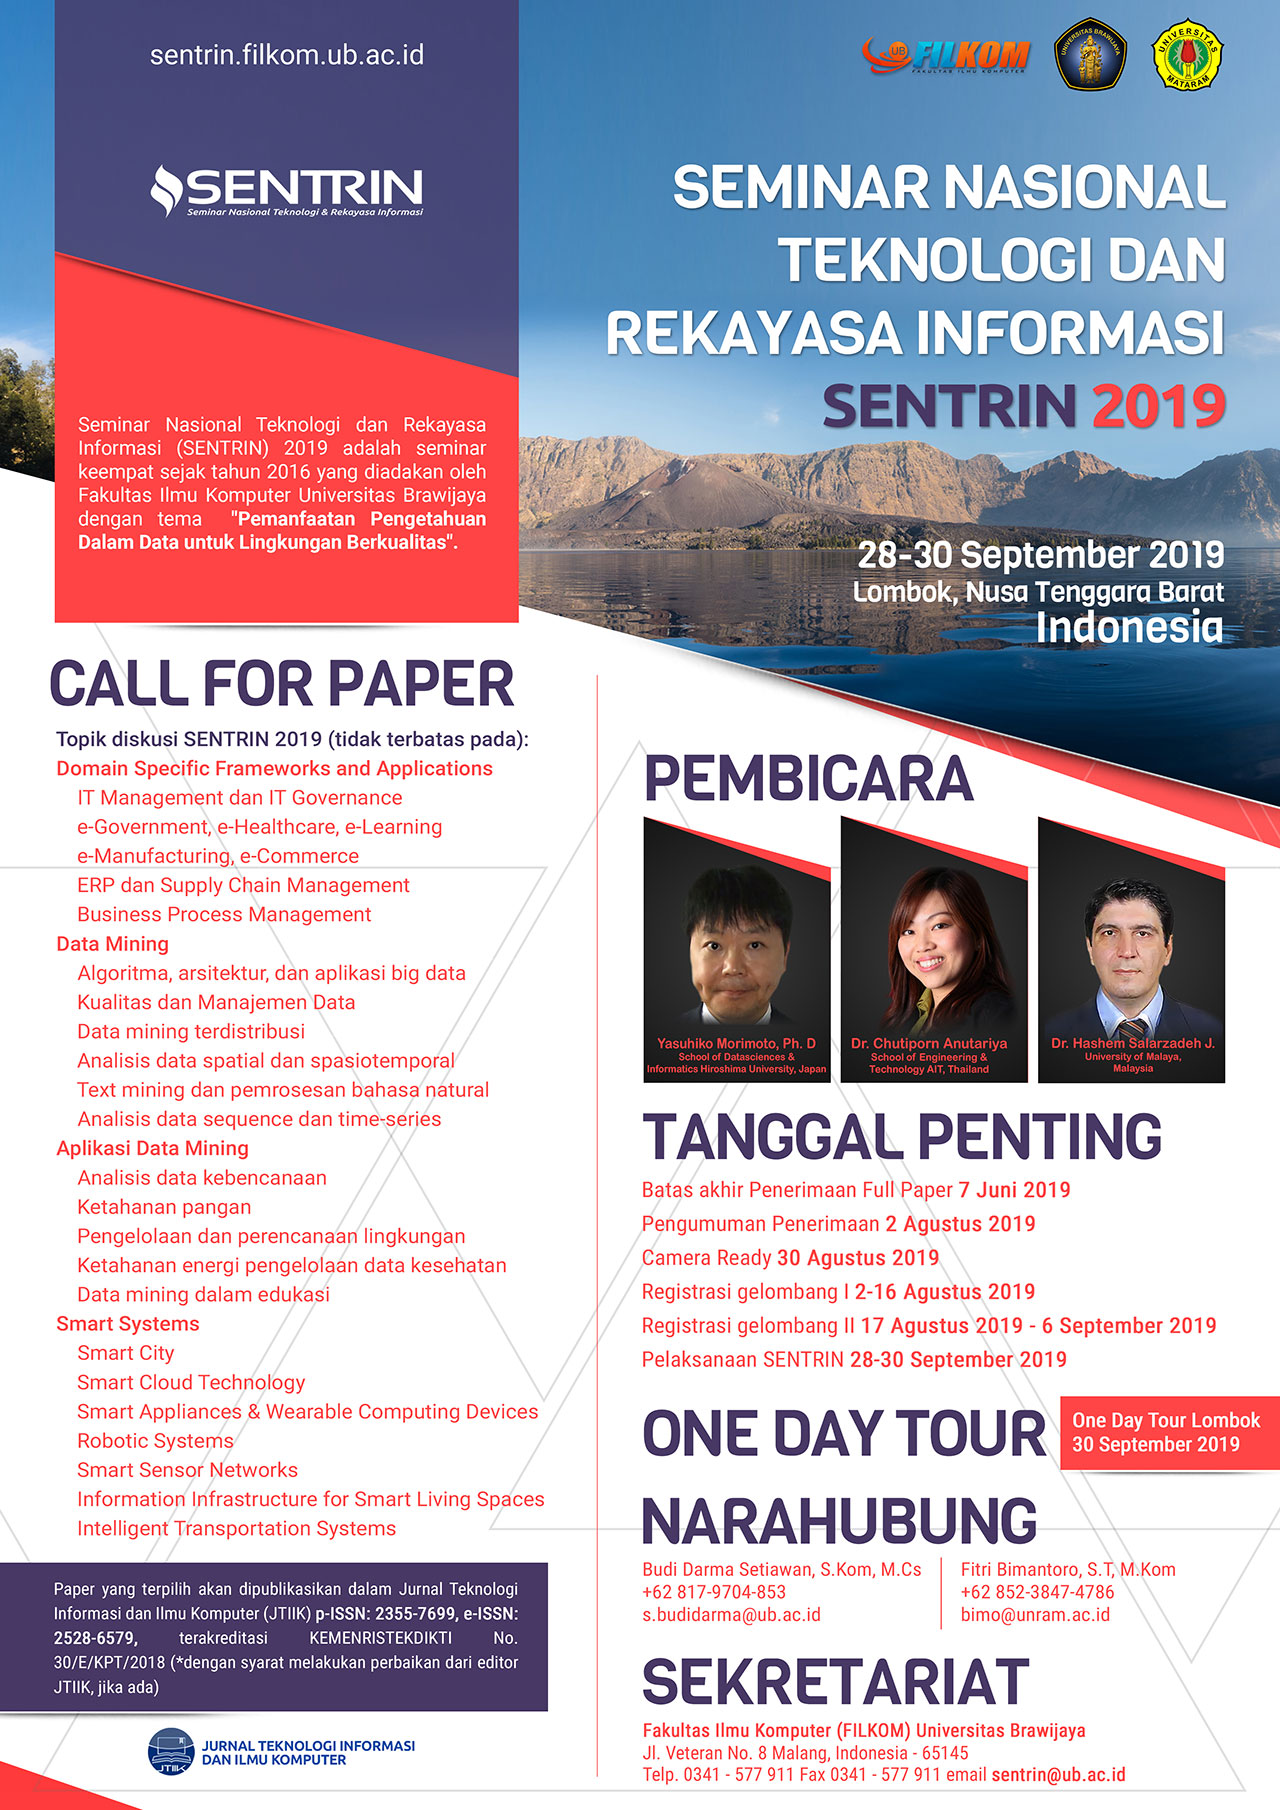 sentrin.filkom.ub.ac.id
SENTRIN
Seminar Nasional Teknologi & Rekayasa Informasi
UB FILKOM
FAKULTAS ILMU KOMPUTER
UNIVERSITAS BRAWIJAYA
UNIVERSITAS
MATARAM
SEMINAR NASIONAL
TEKNOLOGI DAN
REKAYASA INFORMASI
SENTRIN 2019
28-30 September 2019
Lombok, Nusa Tenggara Barat
Indonesia
Seminar Nasional Teknologi dan Rekayasa
Informasi (SENTRIN) 2019 adalah seminar
keempat sejak tahun 2016 yang diadakan oleh
Fakultas Ilmu Komputer Universitas Brawijaya
dengan tema "Pemanfaatan Pengetahuan
Dalam Data untuk Lingkungan Berkualitas".
CALL FOR PAPER
Topik diskusi SENTRIN 2019 (tidak terbatas pada):
Domain Specific Frameworks and Applications
IT Management dan IT Governance
e-Government, e-Healthcare, e-Learning
e-Manufacturing, e-Commerce
ERP dan Supply Chain Management
Business Process Management
Data Mining
Algoritma, arsitektur, dan aplikasi big data
Kualitas dan Manajemen Data
Data mining terdistribusi
Analisis data spatial dan spasiotemporal
Text mining dan pemrosesan bahasa natural
Analisis data sequence dan time-series
Aplikasi Data Mining
Analisis data kebencanaan
Ketahanan pangan
Pengelolaan dan perencanaan lingkungan
Ketahanan energi pengelolaan data kesehatan
Data mining dalam edukasi
Smart Systems
Smart City
Smart Cloud Technology
Smart Appliances & Wearable Computing Devices
Robotic Systems
Smart Sensor Networks
Information Infrastructure for Smart Living Spaces
Intelligent Transportation Systems
Paper yang terpilih akan dipublikasikan dalam Jurnal Teknologi
Informasi dan Ilmu Komputer (JTIIK) p-ISSN: 2355-7699, e-ISSN:
2528-6579, terakreditasi KEMENRISTEKDIKTI No.
30/E/KPT/2018 (*dengan syarat melakukan perbaikan dari editor
JTIIK, jika ada)
JTIIK
JURNAL TEKNOLOGI INFORMASI
DAN ILMU KOMPUTER
PEMBICARA
Yasuhiko Morimoto, Ph. D
School of Datasciences &
Informatics Hiroshima University, Japan
Dr. Chutiporn Anutariya
School of Engineering &
Technology AIT, Thailand
Dr. Hashem Salarzadeh J.
University of Malaya,
Malaysia
TANGGAL PENTING
Batas akhir Penerimaan Full Paper 7 Juni 2019
Pengumuman Penerimaan 2 Agustus 2019
Camera Ready 30 Agustus 2019
Registrasi gelombang I 2-16 Agustus 2019
Registrasi gelombang II 17 Agustus 2019 - 6 September 2019
Pelaksanaan SENTRIN 28-30 September 2019
ONE DAY TOUR
One Day Tour Lombok
30 September 2019
NARAHUBUNG
Budi Darma Setiawan, S.Kom, M.Cs
+62 817-9704-853
s.budidarma@ub.ac.id
Fitri Bimantoro, S.T, M.Kom
+62 852-3847-4786
bimo@unram.ac.id
SEKRETARIAT
Fakultas Ilmu Komputer (FILKOM) Universitas Brawijaya
Jl. Veteran No. 8 Malang, Indonesia - 65145
Telp. 0341 - 577 911 Fax 0341 - 577 911 email sentrin@ub.ac.id